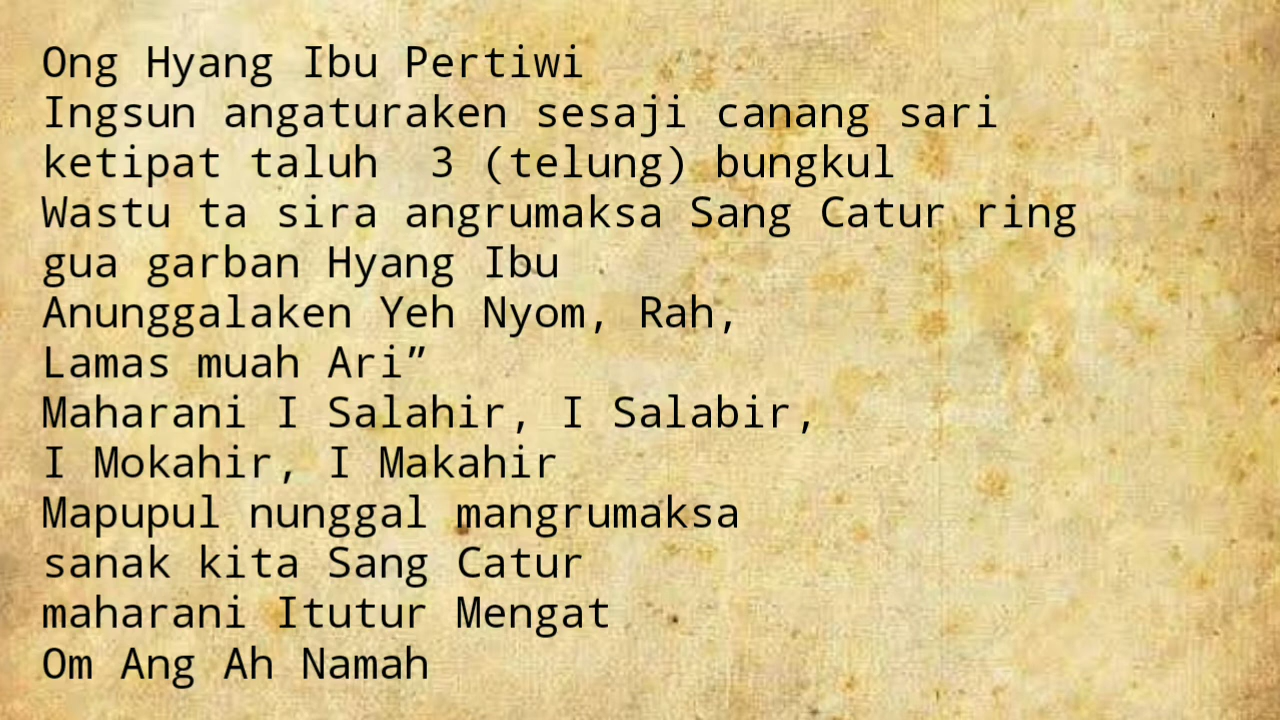 Ong Hyang Ibu Pertiwi
Ingsun angaturaken sesaji canang sari
ketipat taluh  3 (telung) bungkul
Wastu ta sira angrumaksa Sang Catur ring
gua garban Hyang Ibu
Anunggalaken Yeh Nyom, Rah,
Lamas muah Ari”
Maharani I Salahir, I Salabir,
I Mokahir, I Makahir
Mapupul nunggal mangrumaksa
sanak kita Sang Catur
maharani Itutur Mengat
Om Ang Ah Namah